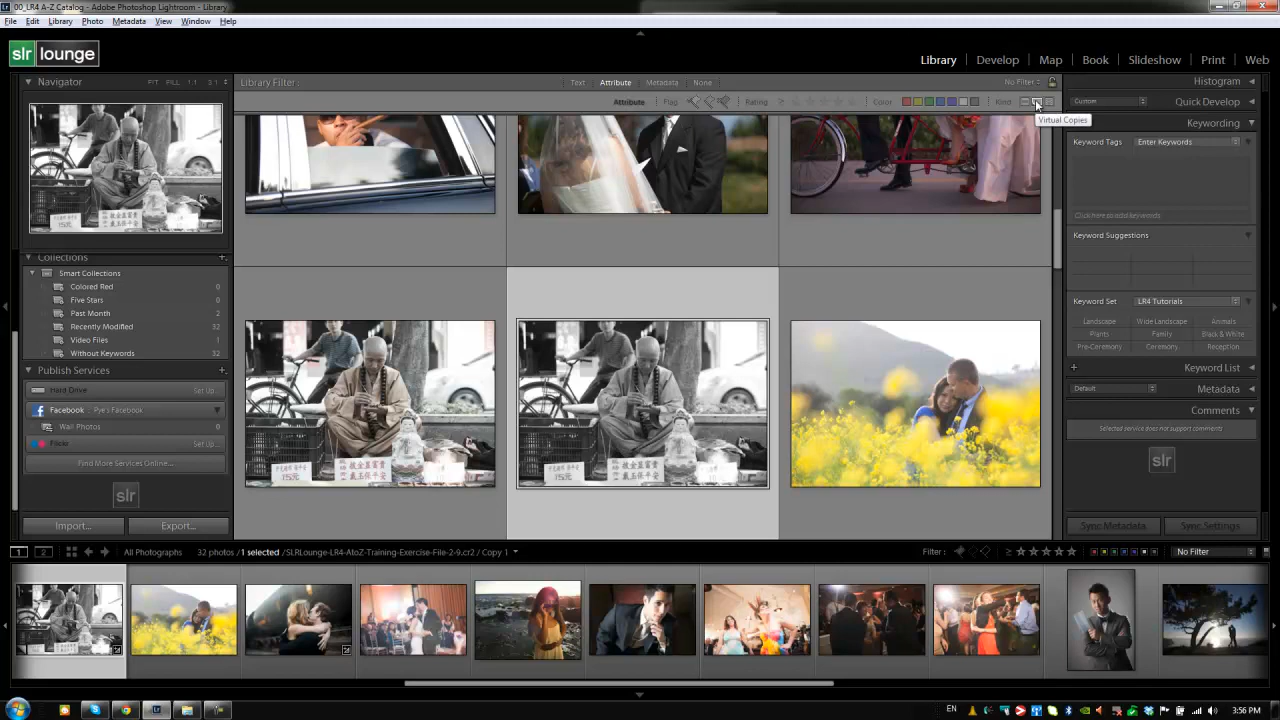 00_LR4 A-Z Catalog - Adobe Photoshop Lightroom - Library
File Edit Library Photo Metadata View Window Help
slr lounge
Library Develop Map Book Slideshow Print Web
Navigator FIT FILL 1:1 3:1
Library Filter: Text Attribute Metadata None No Filter
Histogram
Attribute Flag Rating Color Kind
Custom Quick Develop
Virtual Copies
Keywording
Keyword Tags Enter Keywords
Click here to add keywords
Keyword Suggestions
Collections
Smart Collections
Colored Red 0
Five Stars 0
Past Month 2
Recently Modified 32
Video Files 1
Without Keywords 32
Keyword Set LR4 Tutorials
Landscape Wide Landscape Animals
Plants Family Black & White
Pre-Ceremony Ceremony Reception
Keyword List
Default Metadata
Comments
Selected service does not support comments
slr
Publish Services
Hard Drive Set Up...
Facebook Pye's Facebook
Wall Photos 0
Flickr Set Up...
Find More Services Online...
slr
Import... Export...
Sync Metadata Sync Settings
1 2 All Photographs 32 photos / 1 selected / SLRLounge-LR4-AtoZ-Training-Exercise-File-2-9.cr2 / Copy 1
Filter : No Filter
EN 3:56 PM